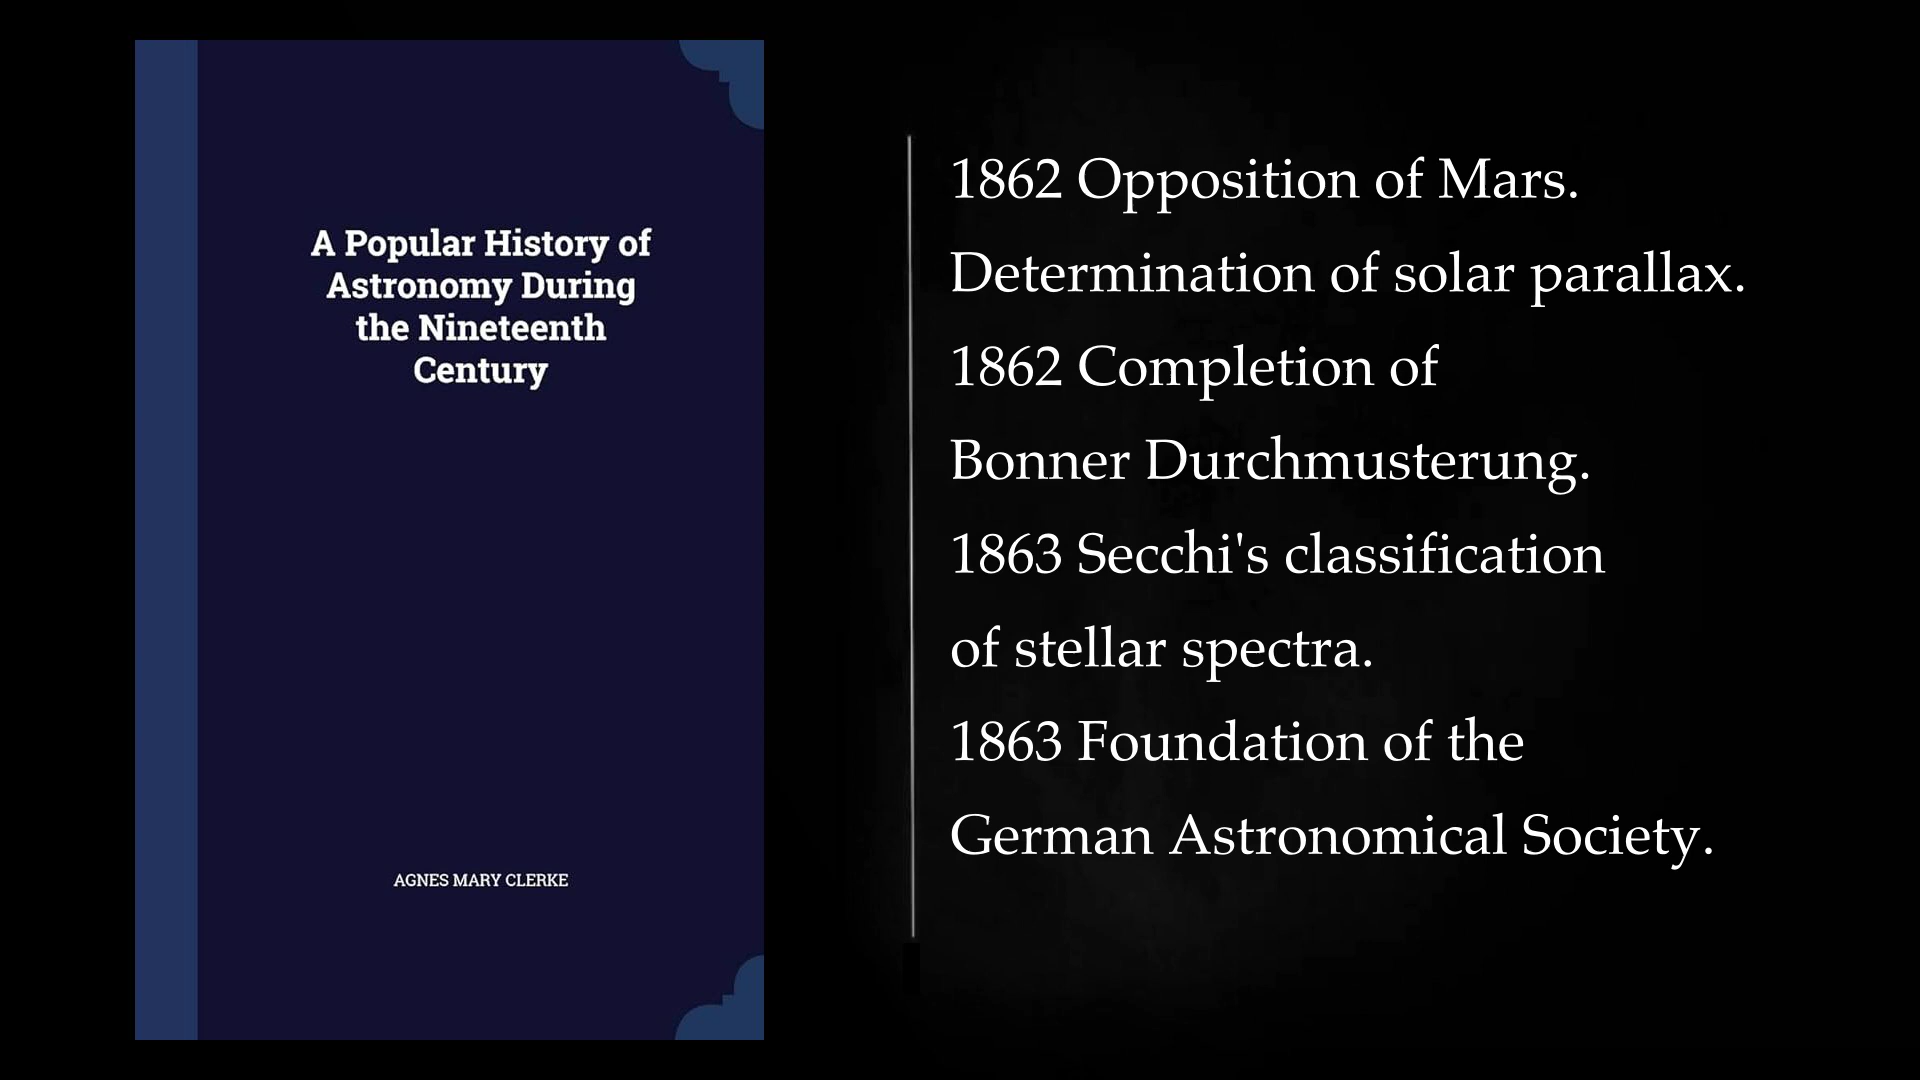 A Popular History of
Astronomy During
the Nineteenth
Century
AGNES MARY CLERKE
1862 Opposition of Mars.
Determination of solar parallax.
1862 Completion of
Bonner Durchmusterung.
1863 Secchi's classification
of stellar spectra.
1863 Foundation of the
German Astronomical Society.